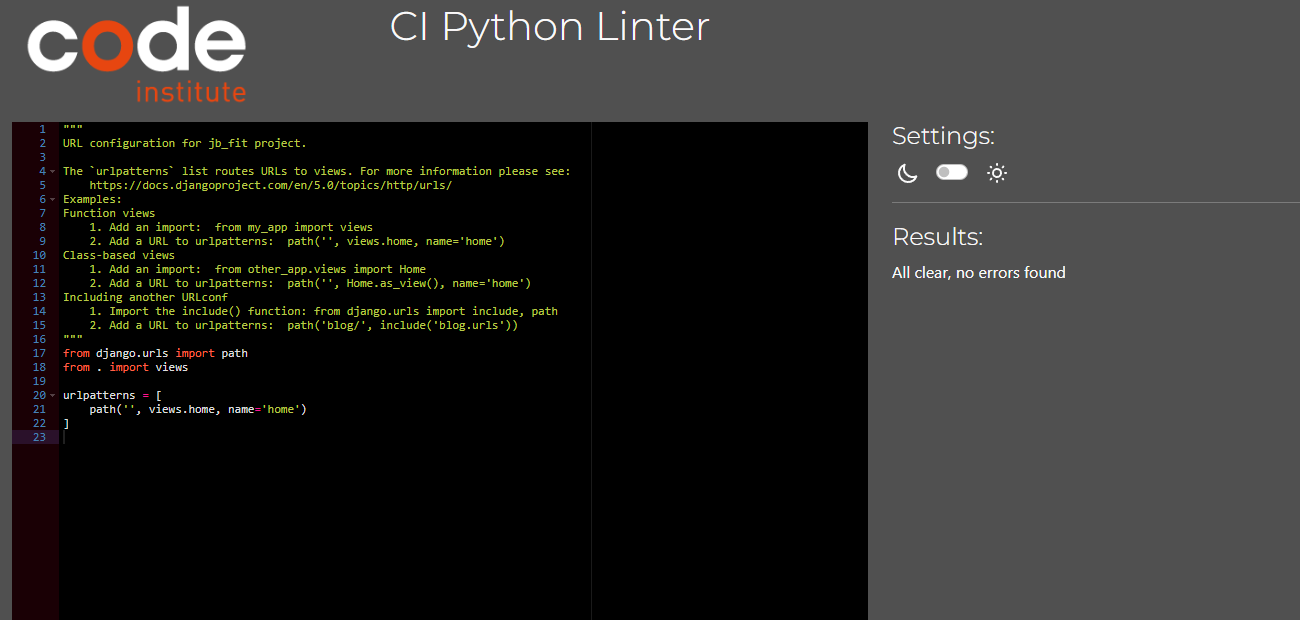 code
institute
CI Python Linter
1 """
2 URL configuration for jb_fit project.
3
4 The `urlpatterns` list routes URLs to views. For more information please see:
5     https://docs.djangoproject.com/en/5.0/topics/http/urls/
6 Examples:
7 Function views
8     1. Add an import:  from my_app import views
9     2. Add a URL to urlpatterns:  path('', views.home, name='home')
10 Class-based views
11     1. Add an import:  from other_app.views import Home
12     2. Add a URL to urlpatterns:  path('', Home.as_view(), name='home')
13 Including another URLconf
14     1. Import the include() function: from django.urls import include, path
15     2. Add a URL to urlpatterns:  path('blog/', include('blog.urls'))
16 """
17 from django.urls import path
18 from . import views
19
20 urlpatterns = [
21     path('', views.home, name='home')
22 ]
23
Settings:
Results:
All clear, no errors found